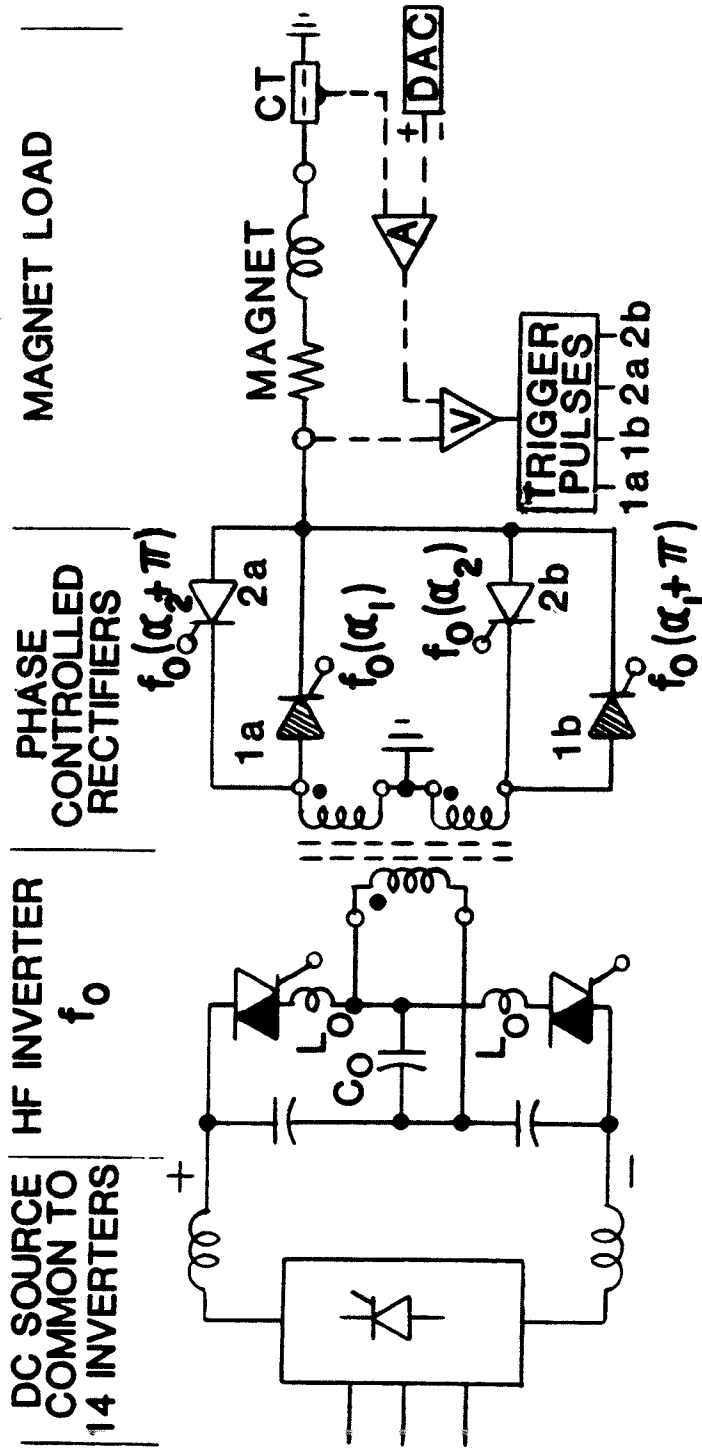 DC SOURCE
COMMON TO
14 INVERTERS
HF INVERTER
f0
PHASE
CONTROLLED
RECTIFIERS
MAGNET LOAD
+
−
L0
C0
L0
f0(α2+π)
2a
1a
f0(α1)
f0(α2)
2b
1b
f0(α1+π)
MAGNET
CT
A
+
−
DAC
V
TRIGGER
PULSES
1a 1b 2a 2b